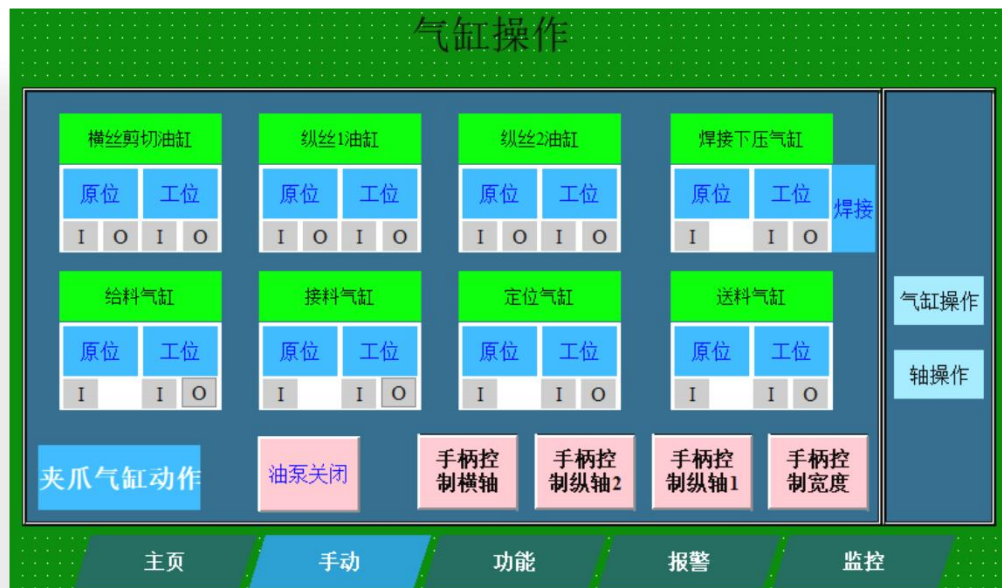 气缸操作
横丝剪切油缸 纵丝1油缸 纵丝2油缸 焊接下压气缸
原位 工位 原位 工位 原位 工位 原位 工位 焊接
I O I O I O I O I O I O I I O
给料气缸 接料气缸 定位气缸 送料气缸
原位 工位 原位 工位 原位 工位 原位 工位
I I O I I O I I O I I O
气缸操作
轴操作
夹爪气缸动作 油泵关闭
手柄控
制横轴
手柄控
制纵轴2
手柄控
制纵轴1
手柄控
制宽度
主页 手动 功能 报警 监控